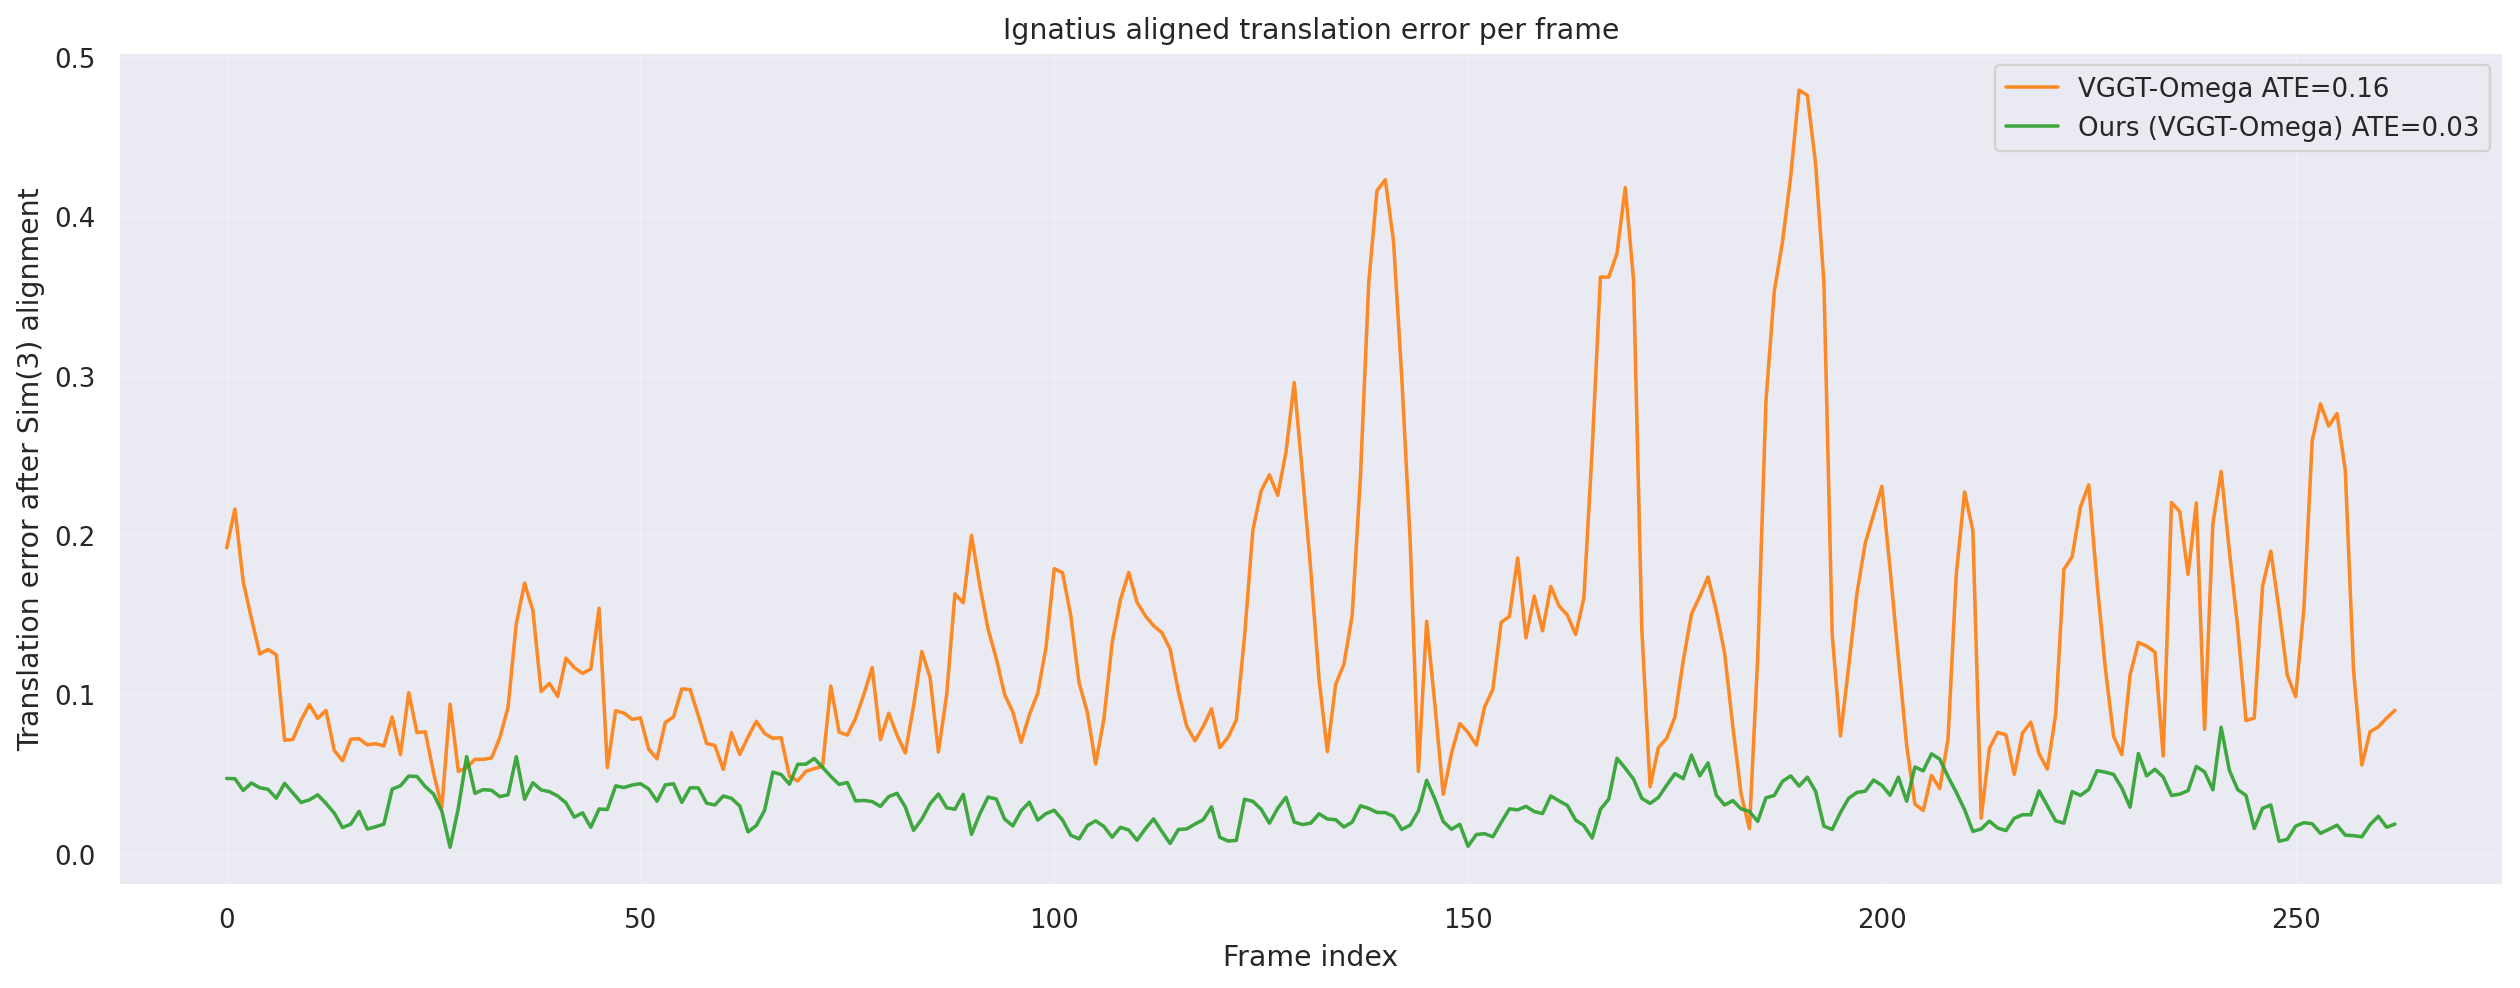 Ignatius aligned translation error per frame
VGGT-Omega ATE=0.16
Ours (VGGT-Omega) ATE=0.03
Translation error after Sim(3) alignment
0.5
0.4
0.3
0.2
0.1
0.0
0 50 100 150 200 250
Frame index